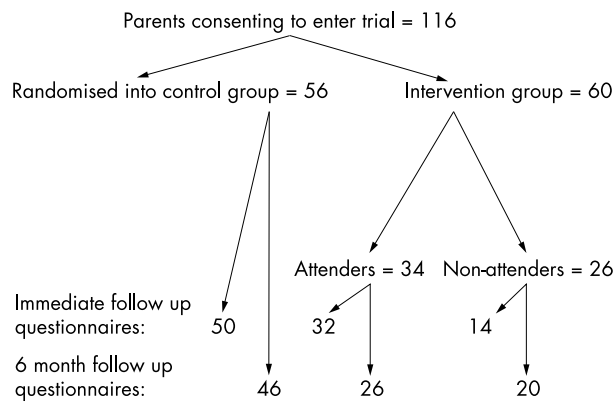 Parents consenting to enter trial = 116
Randomised into control group = 56
Intervention group = 60
Attenders = 34
Non-attenders = 26
Immediate follow up
questionnaires:
50
32
14
6 month follow up
questionnaires:
46
26
20